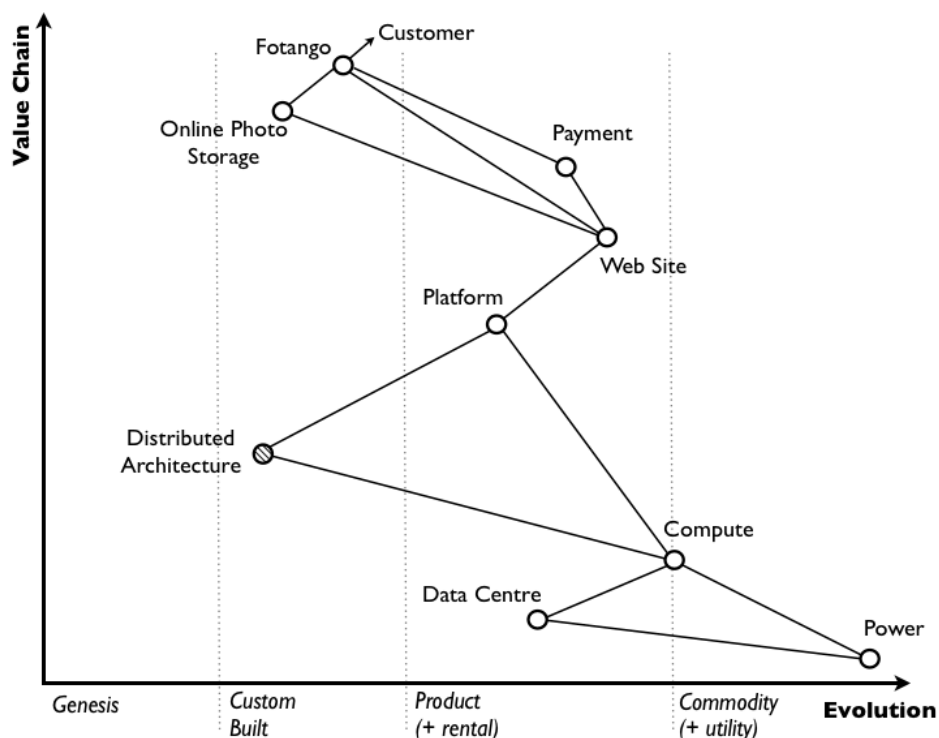 Value Chain
Fotango
Customer
Online Photo
Storage
Payment
Web Site
Platform
Distributed
Architecture
Compute
Data Centre
Power
Genesis
Custom
Built
Product
(+ rental)
Commodity
(+ utility)
Evolution